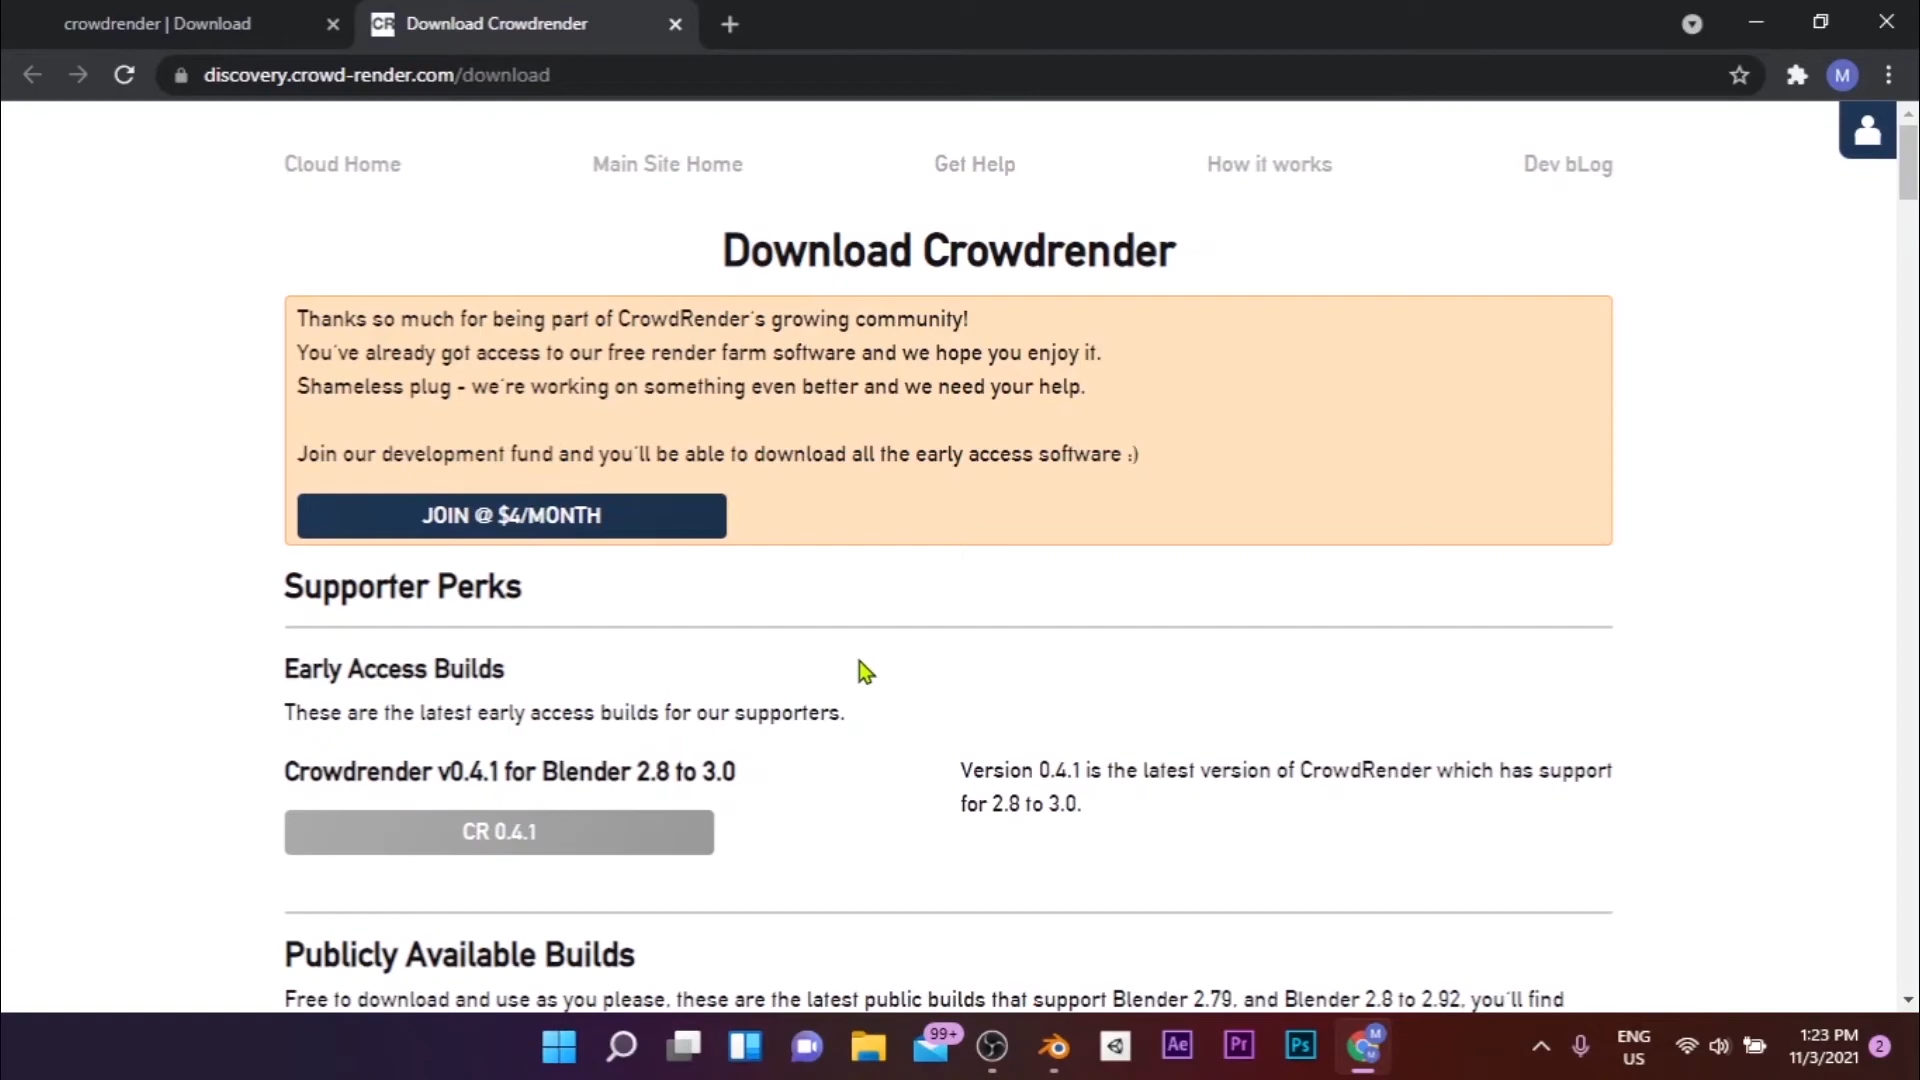 crowdrender | Download
CR Download Crowdrender
discovery.crowd-render.com/download
M
Cloud Home Main Site Home Get Help How it works Dev bLog
Download Crowdrender
Thanks so much for being part of CrowdRender's growing community!
You've already got access to our free render farm software and we hope you enjoy it.
Shameless plug - we're working on something even better and we need your help.
Join our development fund and you'll be able to download all the early access software :)
JOIN @ $4/MONTH
Supporter Perks
Early Access Builds
These are the latest early access builds for our supporters.
Crowdrender v0.4.1 for Blender 2.8 to 3.0
Version 0.4.1 is the latest version of CrowdRender which has support
for 2.8 to 3.0.
CR 0.4.1
Publicly Available Builds
Free to download and use as you please, these are the latest public builds that support Blender 2.79, and Blender 2.8 to 2.92, you'll find
99+
Ae
Pr
Ps
M
ENG
US
1:23 PM
11/3/2021
2